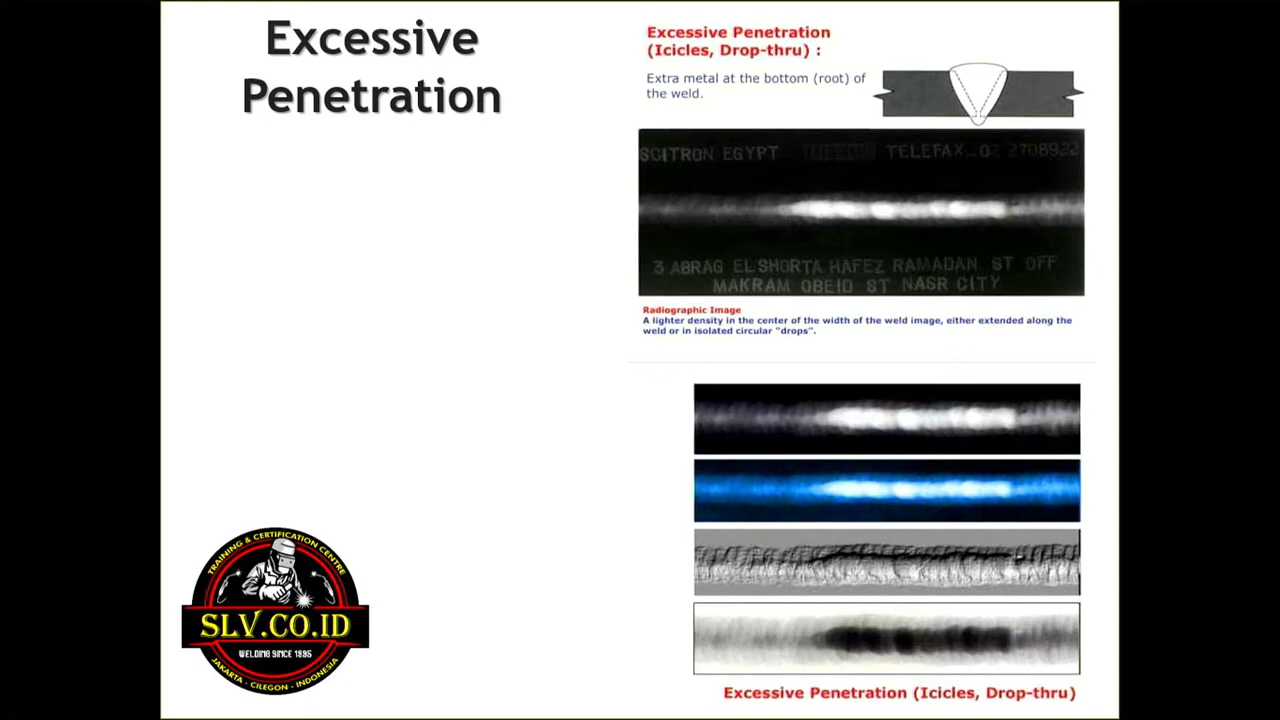 Excessive
Penetration
Excessive Penetration
(Icicles, Drop-thru) :
Extra metal at the bottom (root) of
the weld.
SCITRON EGYPT TELEFAX_02 2708922
3 ABRAG ELSHORTA HAFEZ RAMADAN ST OFF
MAKRAM OBEID ST NASR CITY
Radiographic Image
A lighter density in the center of the width of the weld image, either extended along the
weld or in isolated circular "drops".
Excessive Penetration (Icicles, Drop-thru)
TRAINING & CERTIFICATION CENTRE
SLV.CO.ID
WELDING SINCE 1995
JAKARTA - CILEGON - INDONESIA